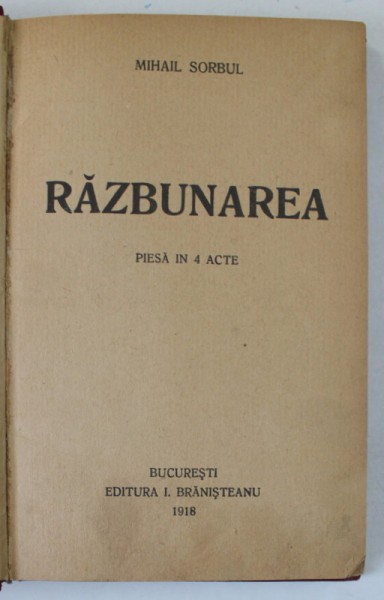 MIHAIL SORBUL
RĂZBUNAREA
PIESĂ IN 4 ACTE
BUCUREȘTI
EDITURA I. BRĂNIȘTEANU
1918